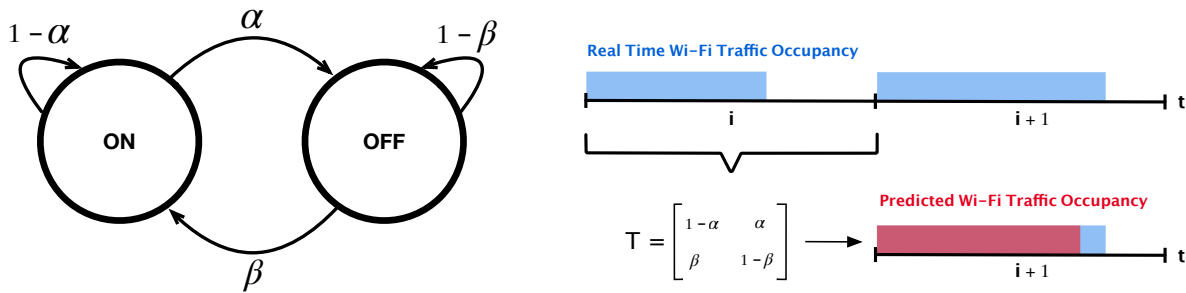 1 – α
α
1 – β
ON
OFF
β
Real Time Wi–Fi Traffic Occupancy
i
i + 1
t
T = [ 1 – α α
β 1 – β ]
Predicted Wi–Fi Traffic Occupancy
i + 1
t